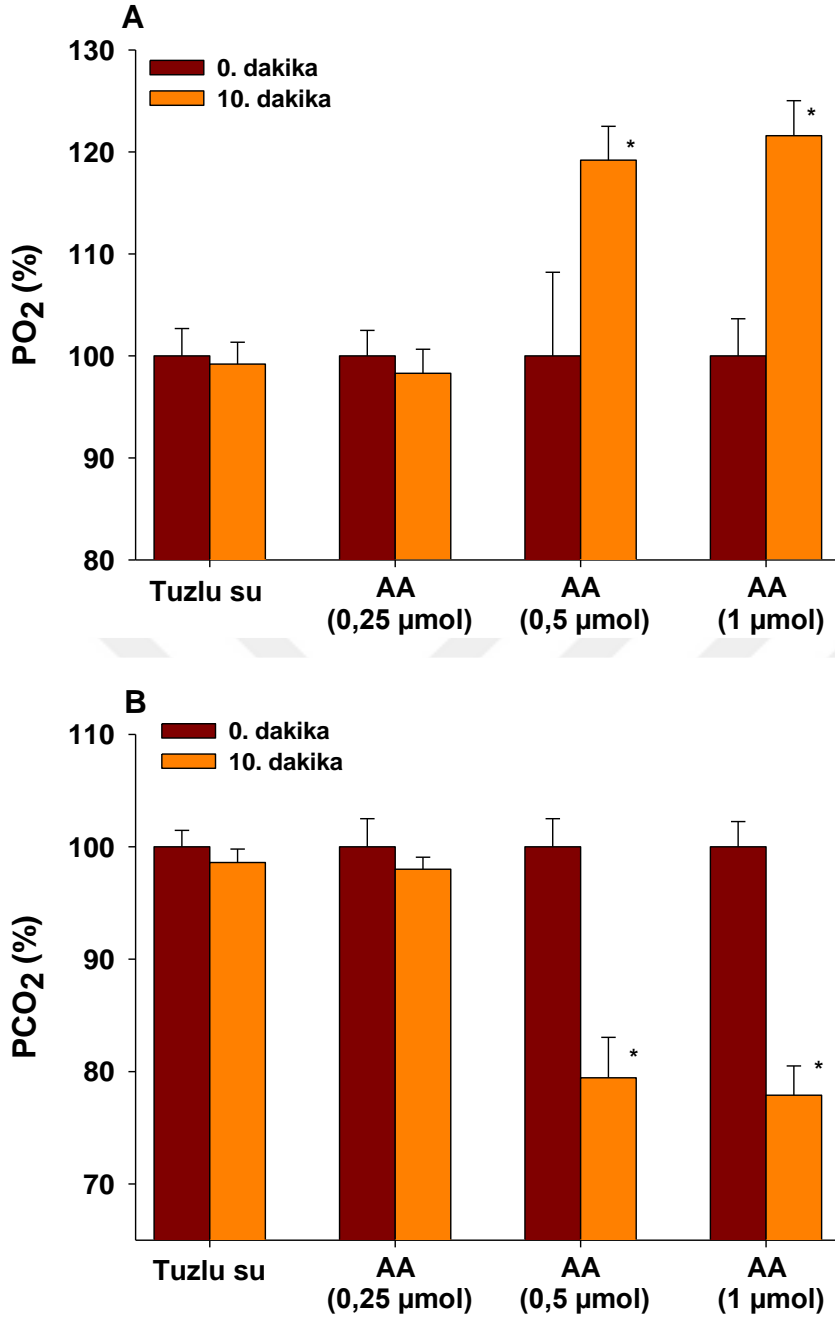 A
130
120
110
100
90
80
PO2 (%)
0. dakika
10. dakika
*
*
Tuzlu su
AA
(0,25 µmol)
AA
(0,5 µmol)
AA
(1 µmol)
B
110
100
90
80
70
PCO2 (%)
0. dakika
10. dakika
*
*
Tuzlu su
AA
(0,25 µmol)
AA
(0,5 µmol)
AA
(1 µmol)